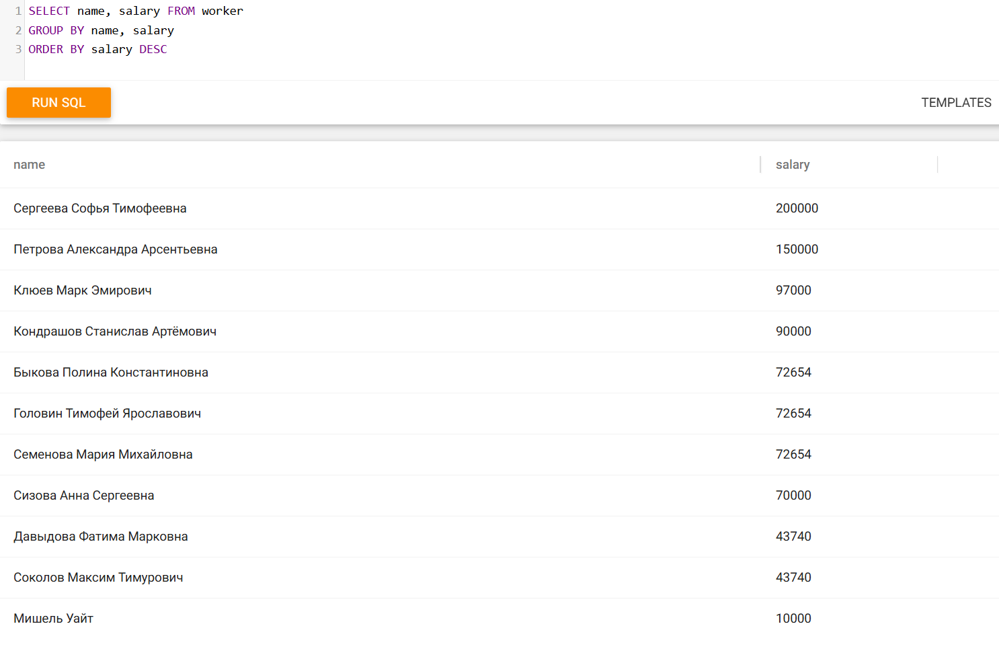 1 SELECT name, salary FROM worker
2 GROUP BY name, salary
3 ORDER BY salary DESC
RUN SQL TEMPLATES
name salary
Сергеева Софья Тимофеевна 200000
Петрова Александра Арсентьевна 150000
Клюев Марк Эмирович 97000
Кондрашов Станислав Артёмович 90000
Быкова Полина Константиновна 72654
Головин Тимофей Ярославович 72654
Семенова Мария Михайловна 72654
Сизова Анна Сергеевна 70000
Давыдова Фатима Марковна 43740
Соколов Максим Тимурович 43740
Мишель Уайт 10000